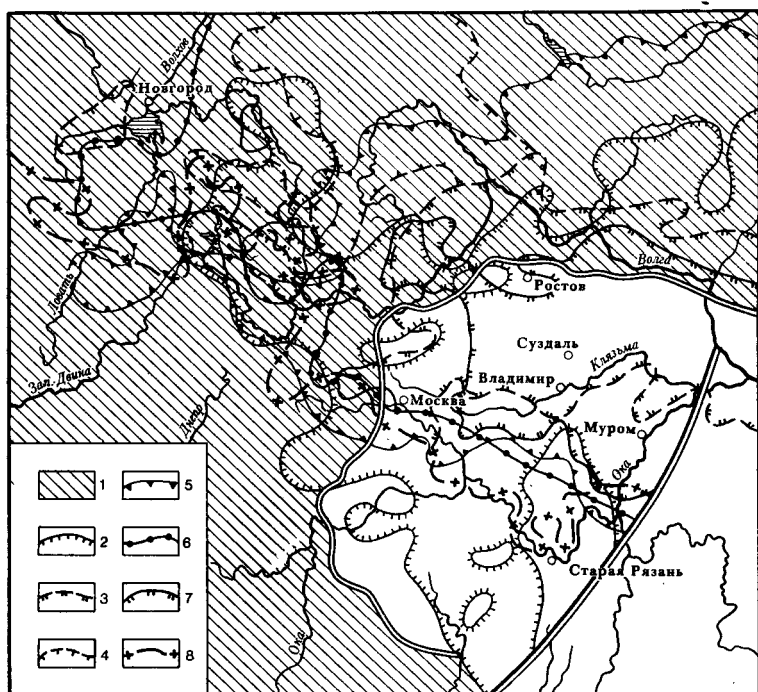 Волхов
Новгород
Ловать
Зап. Двина
Днепр
Волга
Ростов
Суздаль
Клязьма
Владимир
Москва
Муром
Ока
Старая Рязань
Ока
1
5
2
6
3
7
4
8